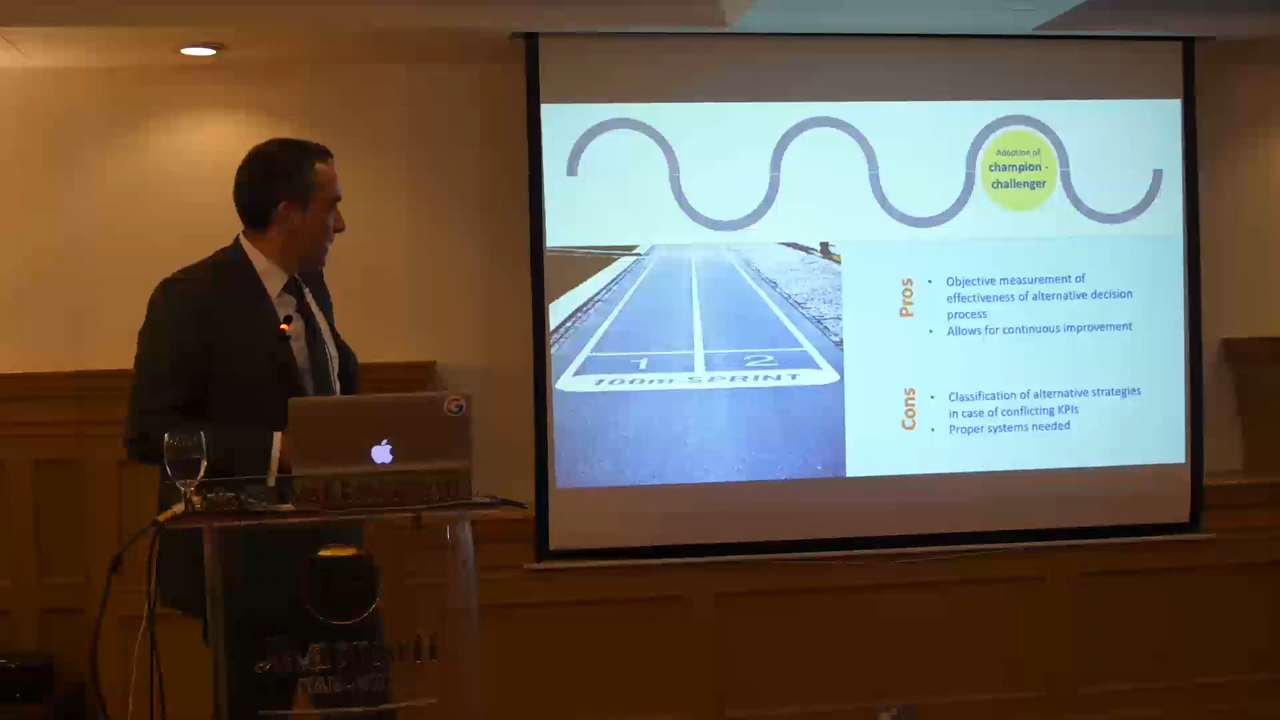 Adoption of
champion -
challenger
Pros
• Objective measurement of
effectiveness of alternative decision
process
• Allows for continuous improvement
1 2
100m SPRINT
Cons
• Classification of alternative strategies
in case of conflicting KPIs
• Proper systems needed
G